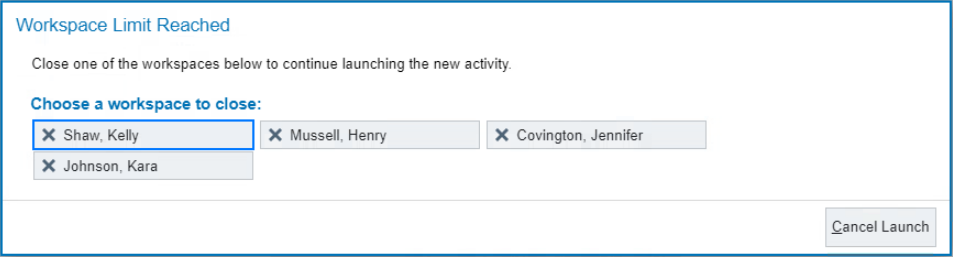 Workspace Limit Reached
Close one of the workspaces below to continue launching the new activity.
Choose a workspace to close:
Shaw, Kelly
Mussell, Henry
Covington, Jennifer
Johnson, Kara
Cancel Launch